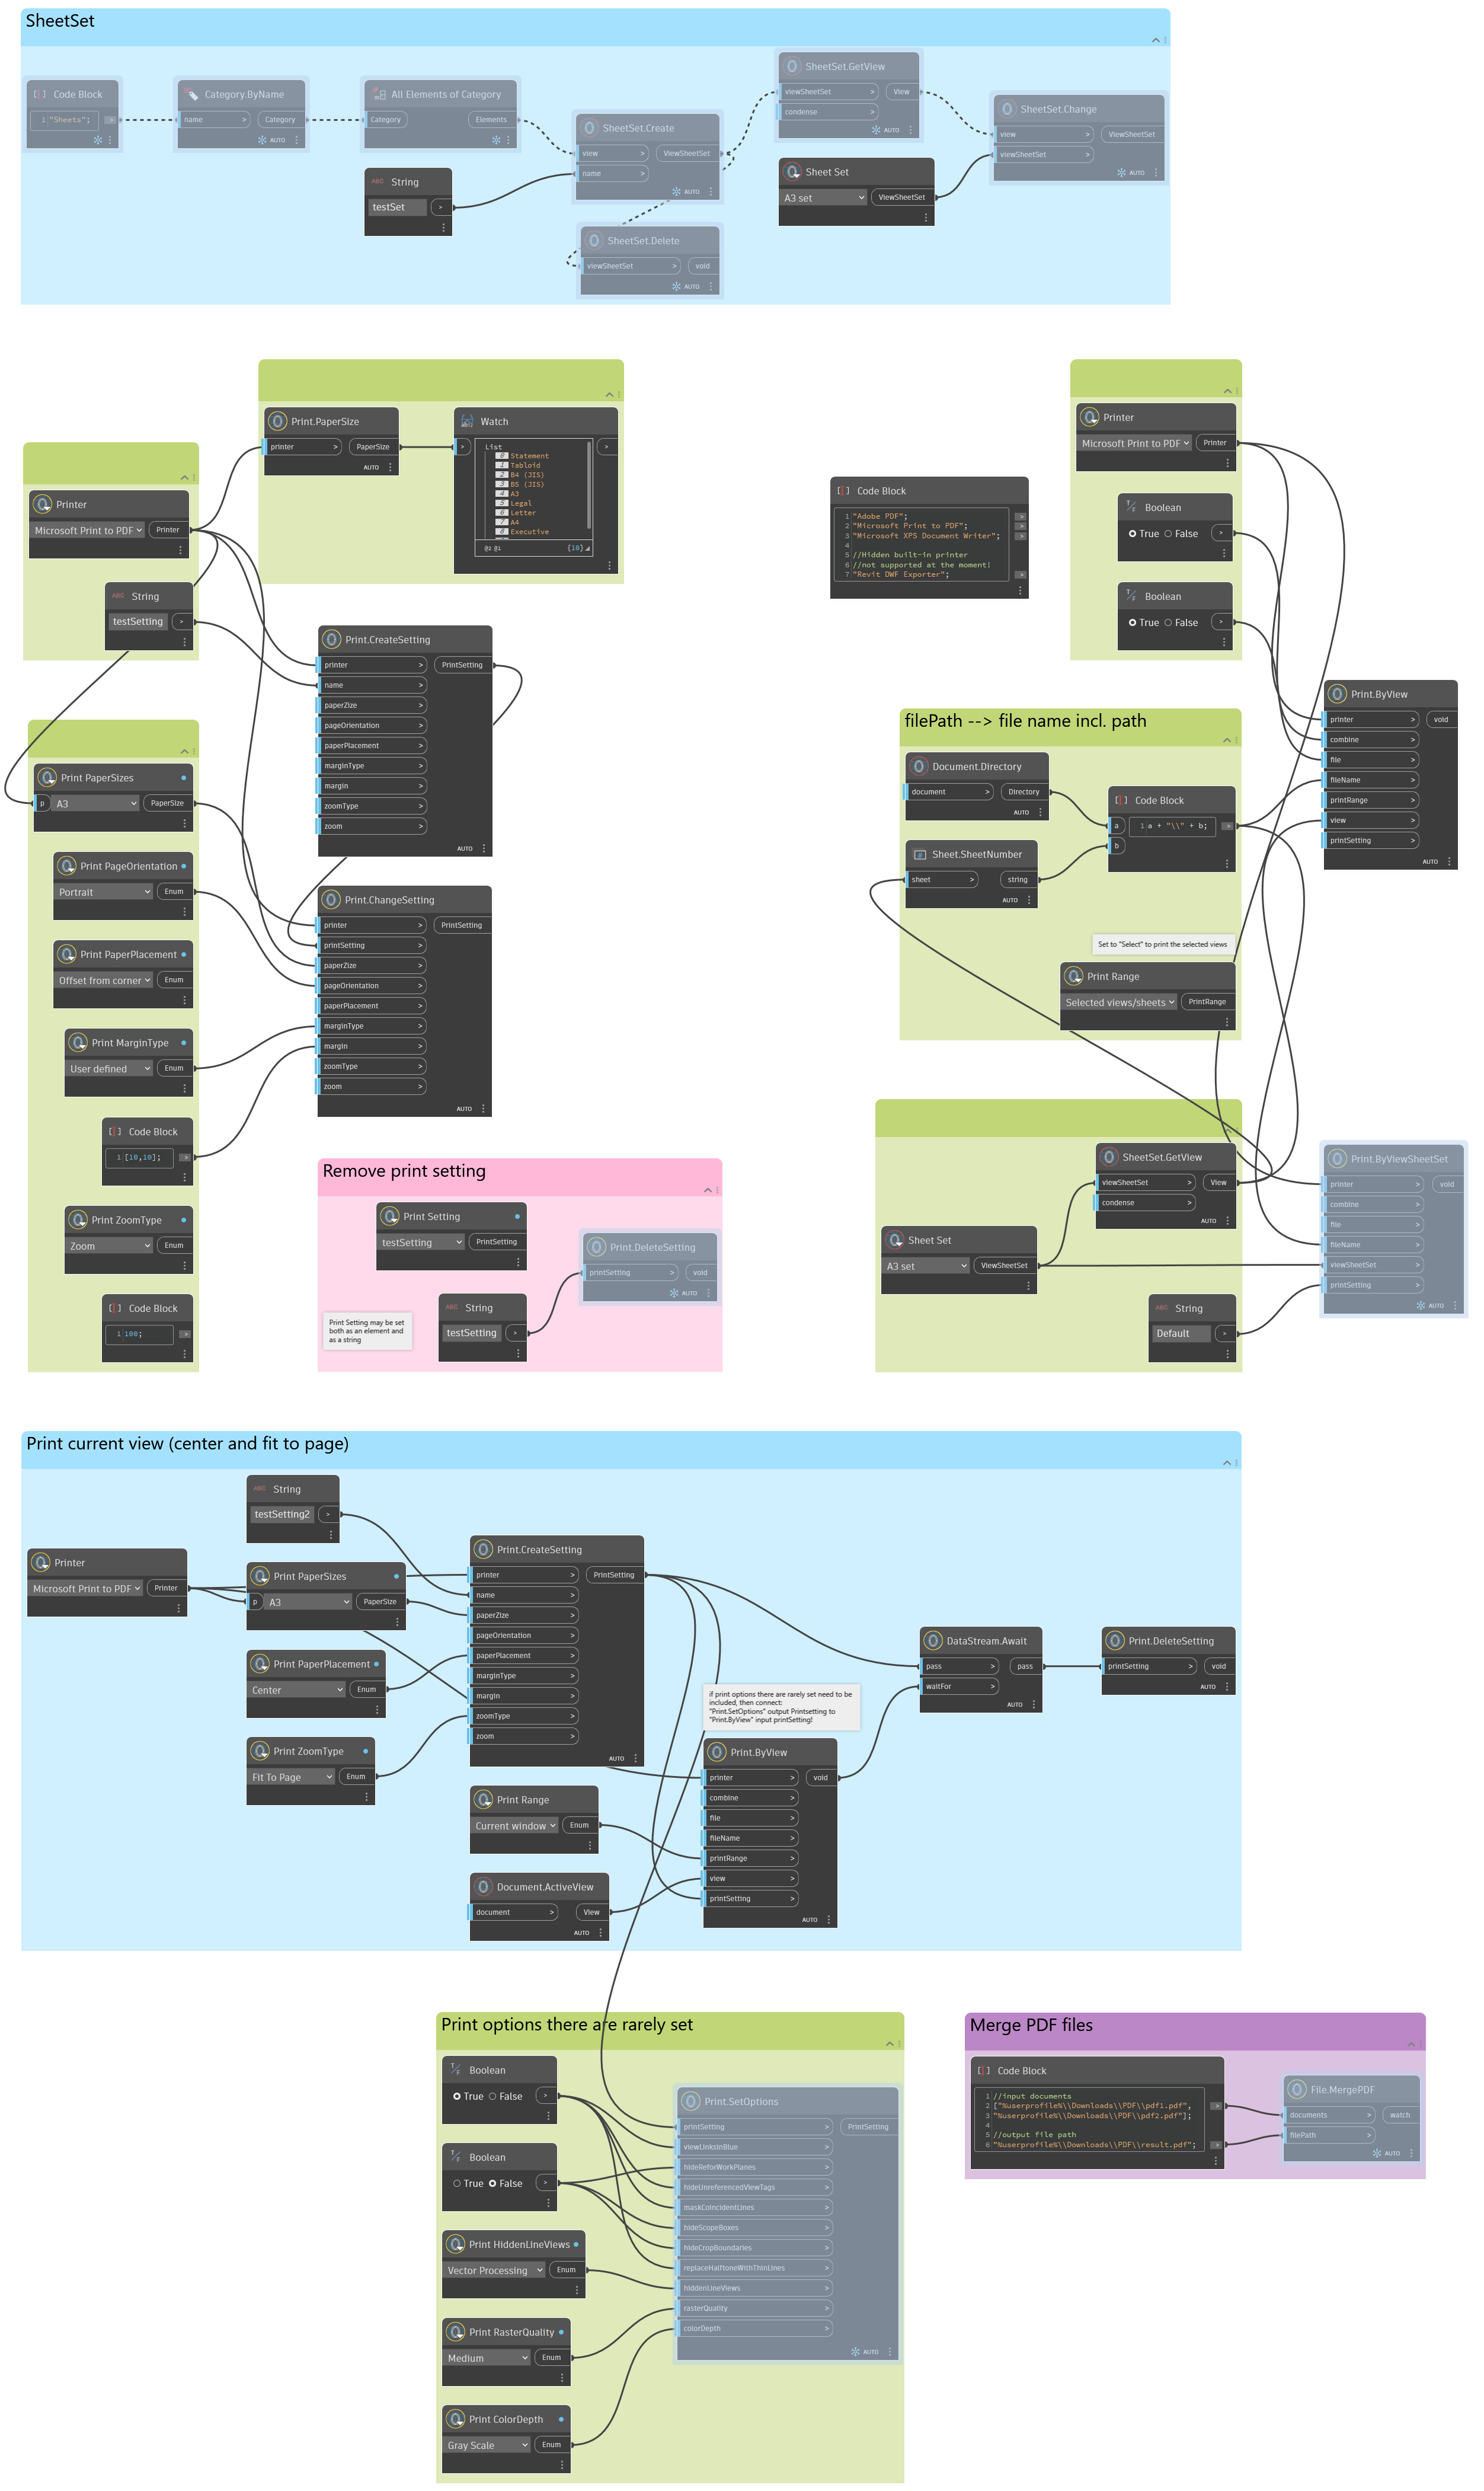 SheetSet
Code Block
1 "Sheets"; >
Category.ByName
name > Category
AUTO
All Elements of Category
Category Elements
String
testSet >
SheetSet.Create
view > ViewSheetSet
name >
AUTO
SheetSet.Delete
viewSheetSet > void
AUTO
SheetSet.GetView
viewSheetSet > View
condense >
AUTO
Sheet Set
A3 set ViewSheetSet
SheetSet.Change
view > ViewSheetSet
viewSheetSet >
AUTO
Printer
Microsoft Print to PDF Printer
String
testSetting >
Print.PaperSize
printer > PaperSize
AUTO
Watch
> >
List
0 Statement
1 Tabloid
2 B4 (JIS)
3 B5 (JIS)
4 A3
5 Legal
6 Letter
7 A4
8 Executive
@2 @1 {18}
Print.CreateSetting
printer > PrintSetting
name >
paperZize >
pageOrientation >
paperPlacement >
marginType >
margin >
zoomType >
zoom >
AUTO
Print PaperSizes
p A3 PaperSize
Print PageOrientation
Portrait Enum
Print PaperPlacement
Offset from corner Enum
Print MarginType
User defined Enum
Code Block
1 [10,10]; >
Print ZoomType
Zoom Enum
Code Block
1 100; >
Print.ChangeSetting
printer > PrintSetting
printSetting >
paperZize >
pageOrientation >
paperPlacement >
marginType >
margin >
zoomType >
zoom >
AUTO
Remove print setting
Print Setting
testSetting PrintSetting
Print.DeleteSetting
printSetting > void
AUTO
Print Setting may be set
both as an element and
as a string
String
testSetting >
Code Block
1 "Adobe PDF"; >
2 "Microsoft Print to PDF"; >
3 "Microsoft XPS Document Writer"; >
4
5 //Hidden built-in printer
6 //not supported at the moment!
7 "Revit DWF Exporter"; >
Printer
Microsoft Print to PDF Printer
Boolean
True False >
Boolean
True False >
filePath --> file name incl. path
Document.Directory
document > Directory
AUTO
Sheet.SheetNumber
sheet > string
AUTO
Code Block
a 1 a + "\\" + b; >
b
Set to "Select" to print the selected views
Print Range
Selected views/sheets PrintRange
Print.ByView
printer > void
combine >
file >
fileName >
printRange >
view >
printSetting >
AUTO
SheetSet.GetView
viewSheetSet > View
condense >
AUTO
Sheet Set
A3 set ViewSheetSet
String
Default >
Print.ByViewSheetSet
printer > void
combine >
file >
fileName >
viewSheetSet >
printSetting >
AUTO
Print current view (center and fit to page)
String
testSetting2 >
Printer
Microsoft Print to PDF Printer
Print PaperSizes
p A3 PaperSize
Print PaperPlacement
Center Enum
Print ZoomType
Fit To Page Enum
Print.CreateSetting
printer > PrintSetting
name >
paperZize >
pageOrientation >
paperPlacement >
marginType >
margin >
zoomType >
zoom >
AUTO
Print Range
Current window Enum
Document.ActiveView
document > View
AUTO
if print options there are rarely set need to be
included, then connect:
"Print.SetOptions" output Printsetting to
"Print.ByView" input printSetting!
Print.ByView
printer > void
combine >
file >
fileName >
printRange >
view >
printSetting >
AUTO
DataStream.Await
pass > pass
waitFor >
AUTO
Print.DeleteSetting
printSetting > void
AUTO
Print options there are rarely set
Boolean
True False >
Boolean
True False >
Print HiddenLineViews
Vector Processing Enum
Print RasterQuality
Medium Enum
Print ColorDepth
Gray Scale Enum
Print.SetOptions
printSetting > PrintSetting
viewLinksinBlue >
hideReforWorkPlanes >
hideUnreferencedViewTags >
maskCoincidentLines >
hideScopeBoxes >
hideCropBoundaries >
replaceHalftoneWithThinLines >
hiddenLineViews >
rasterQuality >
colorDepth >
AUTO
Merge PDF files
Code Block
1 //input documents
2 ["%userprofile%\\Downloads\\PDF\\pdf1.pdf", >
3 "%userprofile%\\Downloads\\PDF\\pdf2.pdf"];
4
5 //output file path
6 "%userprofile%\\Downloads\\PDF\\result.pdf"; >
File.MergePDF
documents > watch
filePath >
AUTO